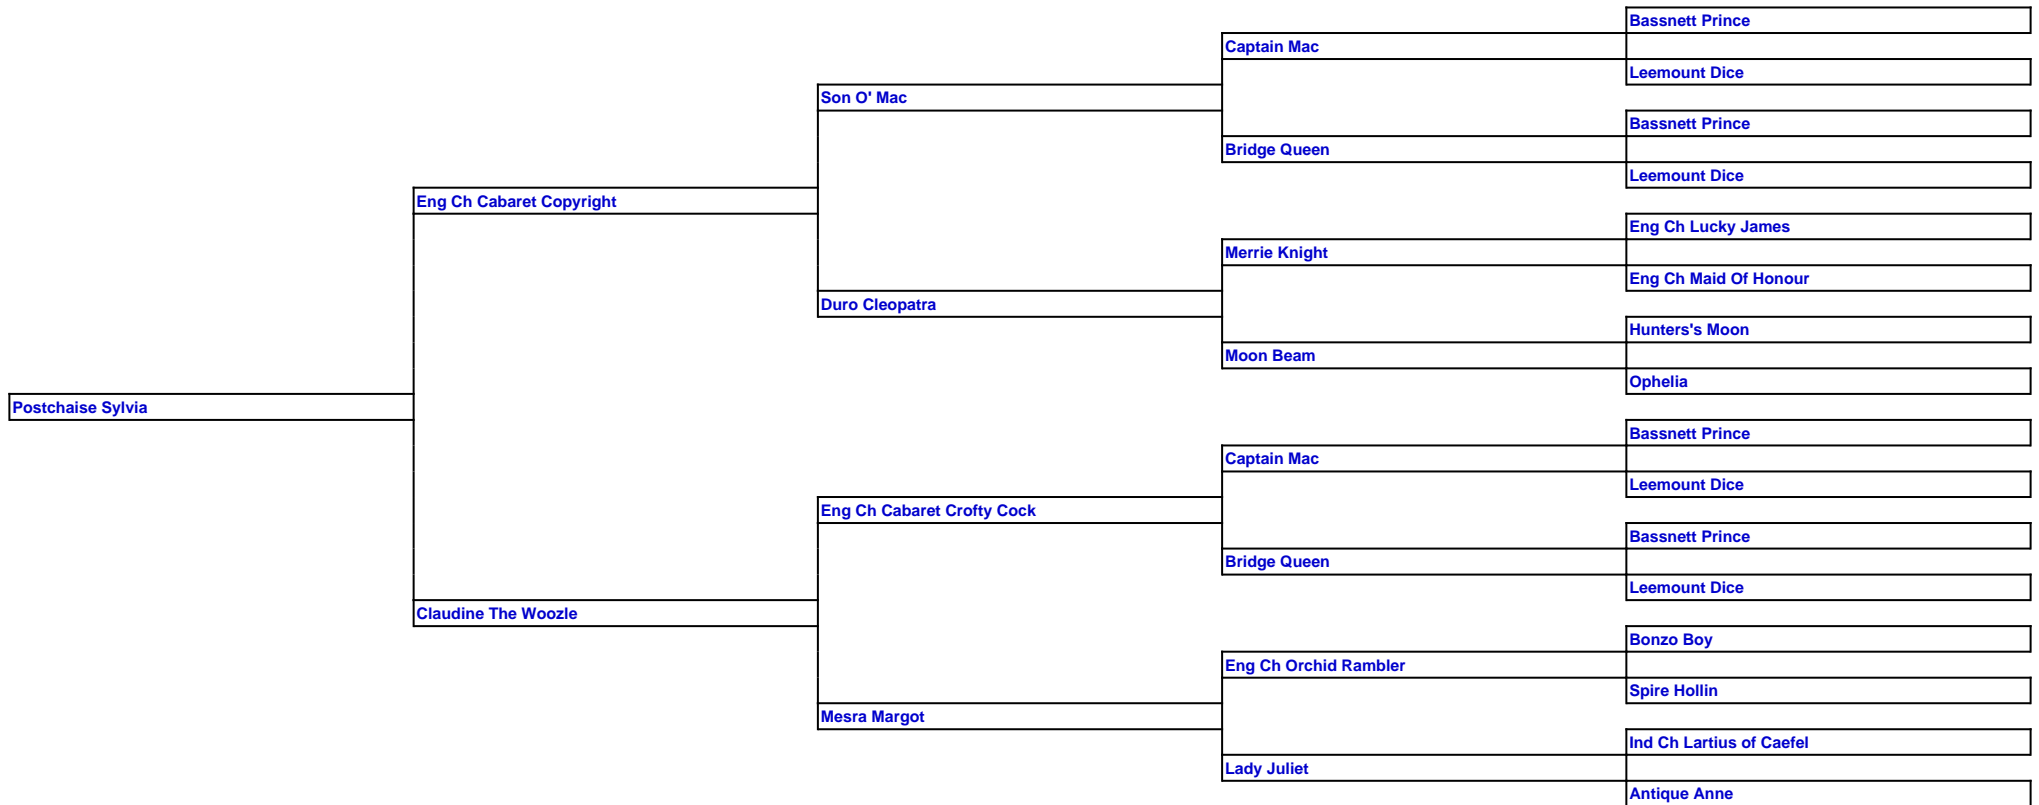 Bassnett Prince
Captain Mac
Leemount Dice
Son O' Mac
Bassnett Prince
Bridge Queen
Leemount Dice
Eng Ch Cabaret Copyright
Eng Ch Lucky James
Merrie Knight
Eng Ch Maid Of Honour
Duro Cleopatra
Hunters's Moon
Moon Beam
Ophelia
Postchaise Sylvia
Bassnett Prince
Captain Mac
Leemount Dice
Eng Ch Cabaret Crofty Cock
Bassnett Prince
Bridge Queen
Leemount Dice
Claudine The Woozle
Bonzo Boy
Eng Ch Orchid Rambler
Spire Hollin
Mesra Margot
Ind Ch Lartius of Caefel
Lady Juliet
Antique Anne